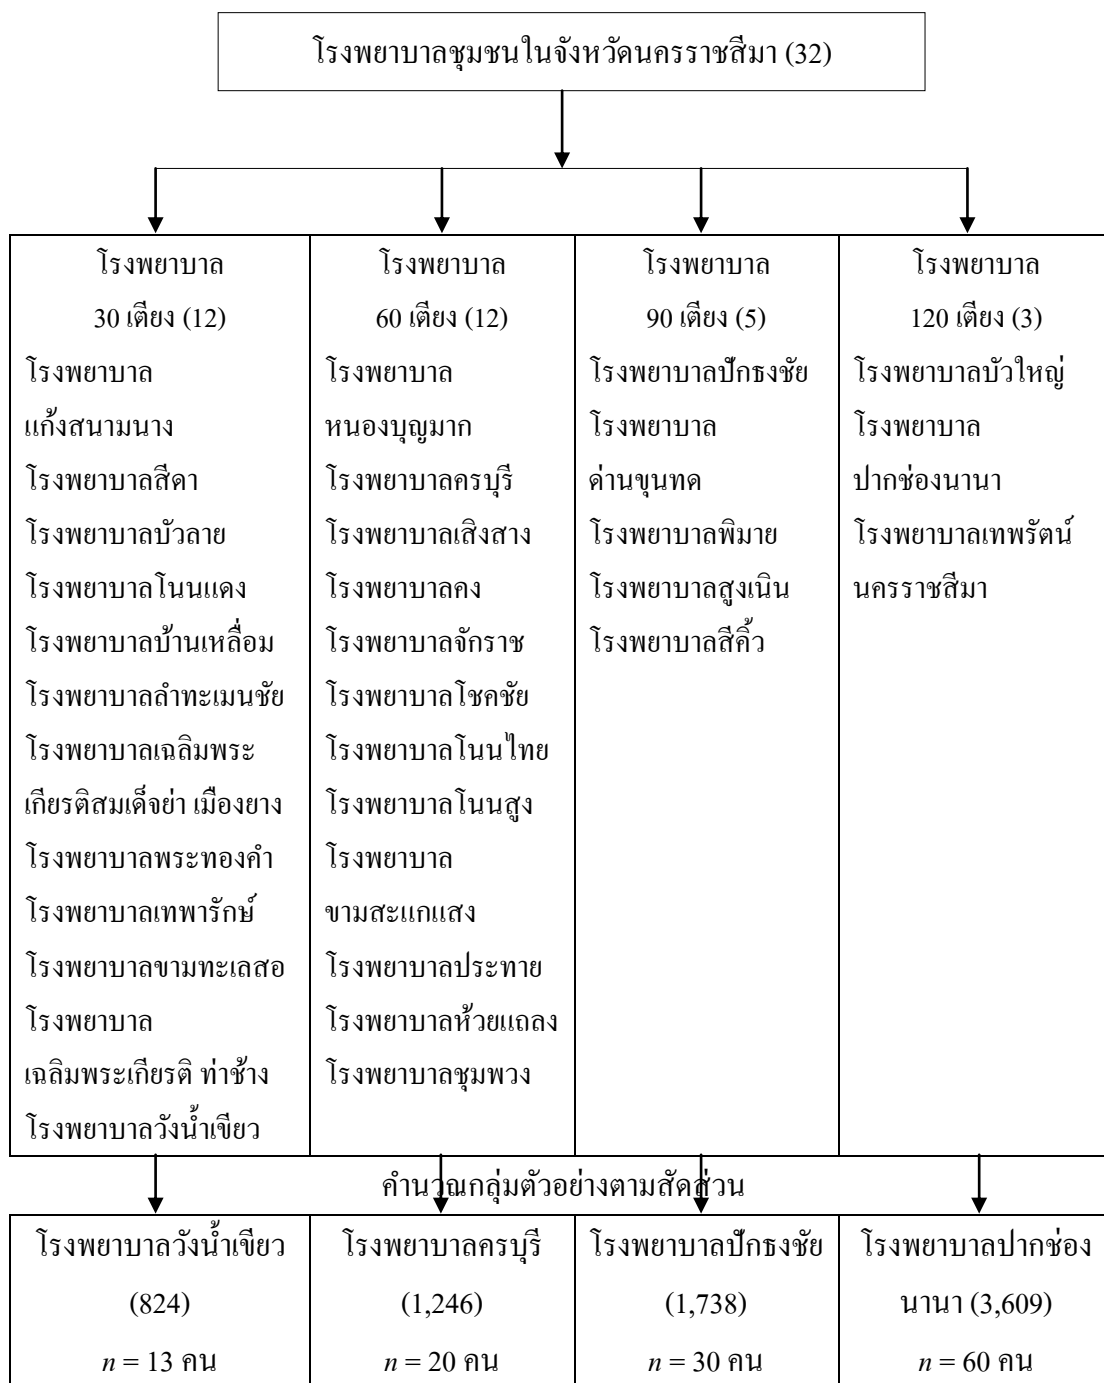 โรงพยาบาลชุมชนในจังหวัดนครราชสีมา (32)
โรงพยาบาล
30 เตียง (12)
โรงพยาบาล
แก้งสนามนาง
โรงพยาบาลสีดา
โรงพยาบาลบัวลาย
โรงพยาบาลโนนแดง
โรงพยาบาลบ้านเหลื่อม
โรงพยาบาลลำทะเมนชัย
โรงพยาบาลเฉลิมพระ
เกียรติสมเด็จย่า เมืองยาง
โรงพยาบาลพระทองคำ
โรงพยาบาลเทพารักษ์
โรงพยาบาลขามทะเลสอ
โรงพยาบาล
เฉลิมพระเกียรติ ท่าช้าง
โรงพยาบาลวังน้ำเขียว
โรงพยาบาล
60 เตียง (12)
โรงพยาบาล
หนองบุญมาก
โรงพยาบาลครบุรี
โรงพยาบาลเสิงสาง
โรงพยาบาลคง
โรงพยาบาลจักราช
โรงพยาบาลโชคชัย
โรงพยาบาลโนนไทย
โรงพยาบาลโนนสูง
โรงพยาบาล
ขามสะแกแสง
โรงพยาบาลประทาย
โรงพยาบาลห้วยแถลง
โรงพยาบาลชุมพวง
โรงพยาบาล
90 เตียง (5)
โรงพยาบาลปักธงชัย
โรงพยาบาล
ด่านขุนทด
โรงพยาบาลพิมาย
โรงพยาบาลสูงเนิน
โรงพยาบาลสีคิ้ว
โรงพยาบาล
120 เตียง (3)
โรงพยาบาลบัวใหญ่
โรงพยาบาล
ปากช่องนานา
โรงพยาบาลเทพรัตน์
นครราชสีมา
คำนวณกลุ่มตัวอย่างตามสัดส่วน
โรงพยาบาลวังน้ำเขียว
(824)
n = 13 คน
โรงพยาบาลครบุรี
(1,246)
n = 20 คน
โรงพยาบาลปักธงชัย
(1,738)
n = 30 คน
โรงพยาบาลปากช่อง
นานา (3,609)
n = 60 คน